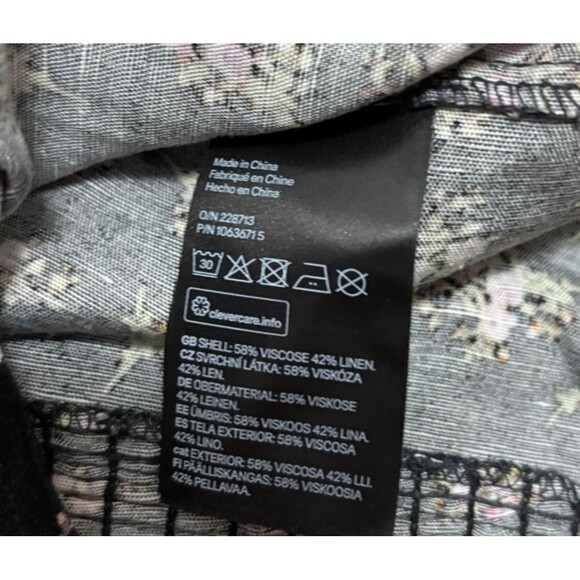 Made in China
Fabriqué en Chine
Hecho en China
O/N 228713
P/N 1063671 5
30
clevercare.info
GB SHELL: 58% VISCOSE 42% LINEN.
CZ SVRCHNÍ LÁTKA: 58% VISKÓZA
42% LEN.
DE OBERMATERIAL: 58% VISKOSE
42% LEINEN.
EE ÜMBRIS: 58% VISKOOS 42% LINA.
ES TELA EXTERIOR: 58% VISCOSA
42% LINO.
cat EXTERIOR: 58% VISCOSA 42% LLI.
FI PÄÄLLISKANGAS: 58% VISKOOSIA
42% PELLAVAA.